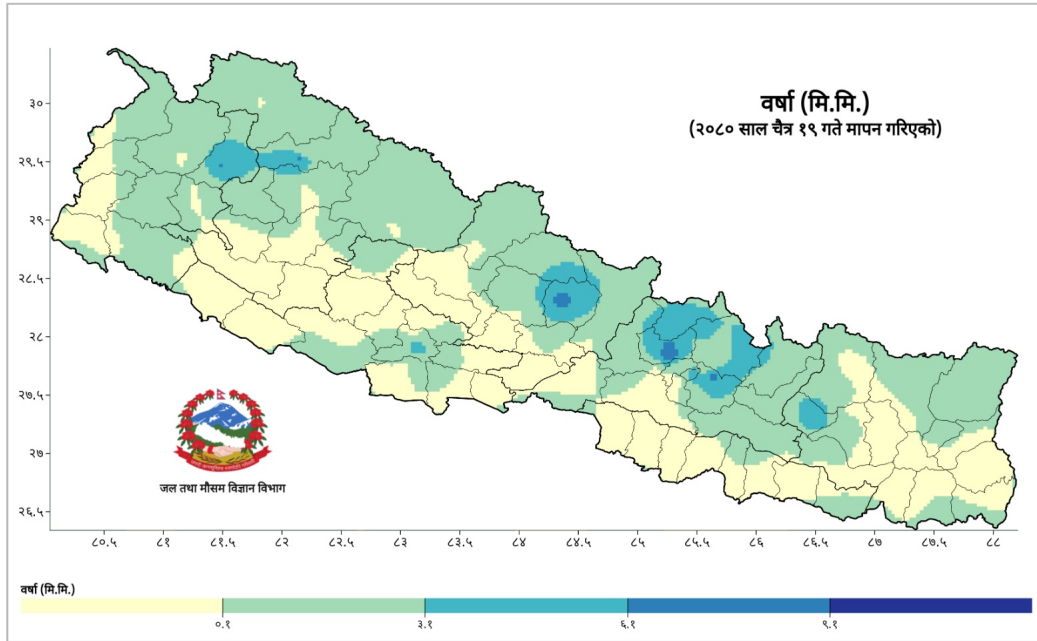 वर्षा (मि.मि.)
(२०८० साल चैत्र १९ गते मापन गरिएको)
३०
२९.५
२९
२८.५
२८
२७.५
२७
२६.५
जल तथा मौसम विज्ञान विभाग
८०.५ ८१ ८१.५ ८२ ८२.५ ८३ ८३.५ ८४ ८४.५ ८५ ८५.५ ८६ ८६.५ ८७ ८७.५ ८८
वर्षा (मि.मि.)
०.१ ३.१ ६.१ ९.१